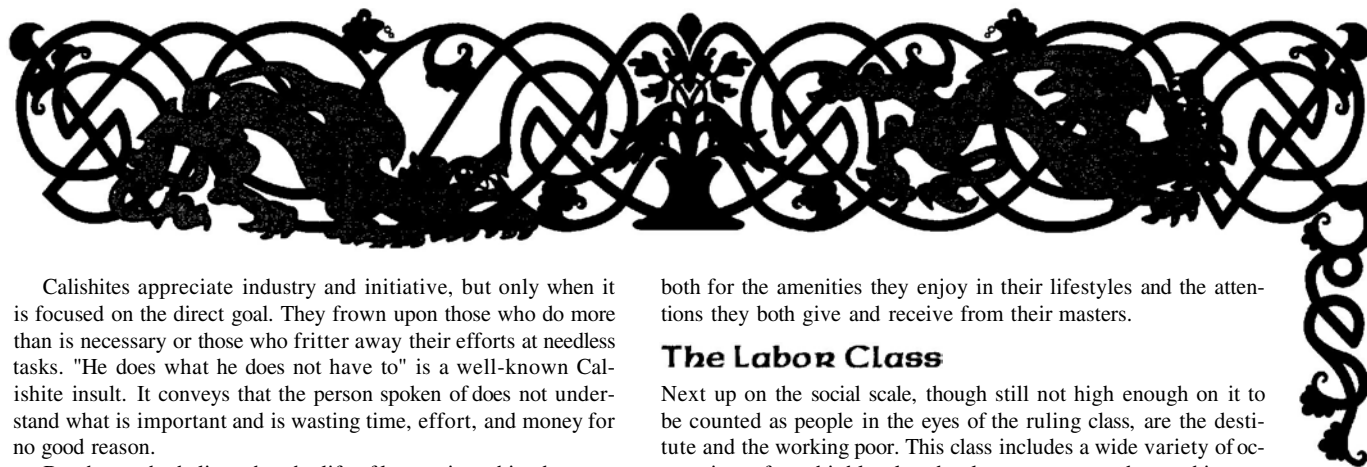 Calishites appreciate industry and initiative, but only when it
is focused on the direct goal. They frown upon those who do more
than is necessary or those who fritter away their efforts at needless
tasks. "He does what he does not have to" is a well-known Cal-
ishite insult. It conveys that the person spoken of does not under-
stand what is important and is wasting time, effort, and money for
no good reason.
both for the amenities they enjoy in their lifestyles and the atten-
tions they both give and receive from their masters.
The Labor Class
Next up on the social scale, though still not high enough on it to
be counted as people in the eyes of the ruling class, are the desti-
tute and the working poor. This class includes a wide variety of oc-